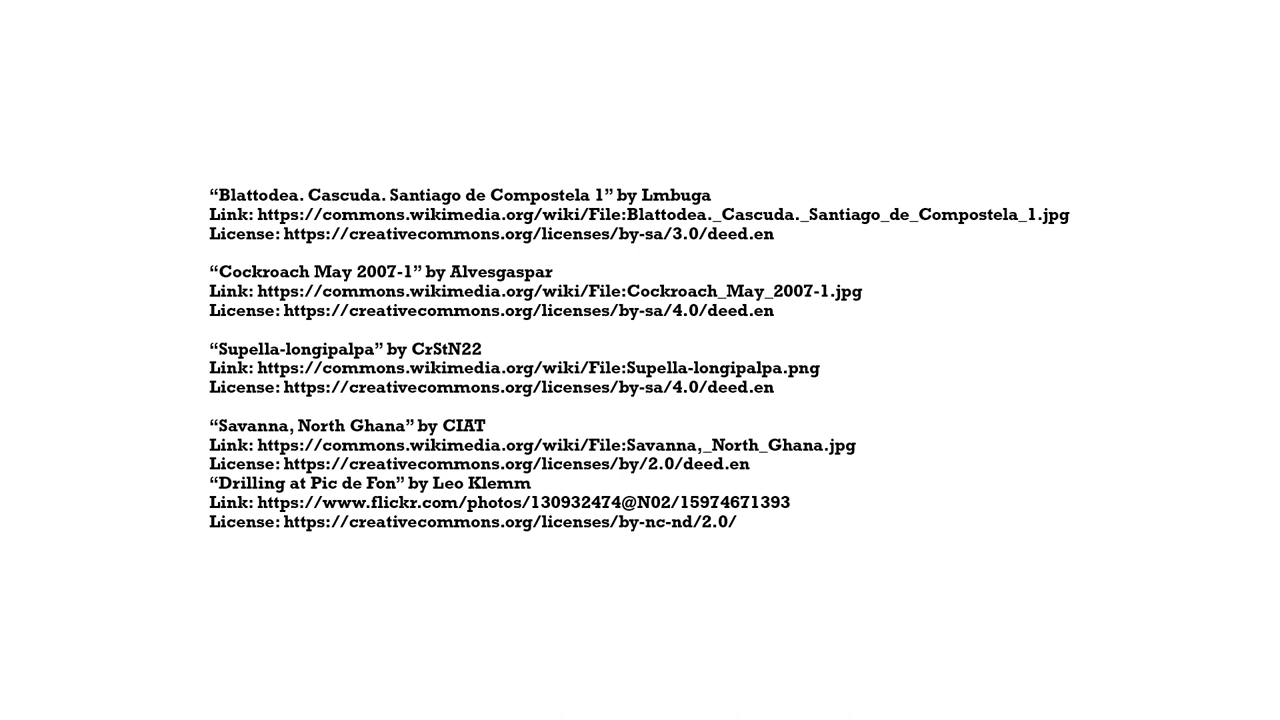 “Blattodea. Cascuda. Santiago de Compostela 1” by Lmbuga
Link: https://commons.wikimedia.org/wiki/File:Blattodea._Cascuda._Santiago_de_Compostela_1.jpg
License: https://creativecommons.org/licenses/by-sa/3.0/deed.en
“Cockroach May 2007-1” by Alvesgaspar
Link: https://commons.wikimedia.org/wiki/File:Cockroach_May_2007-1.jpg
License: https://creativecommons.org/licenses/by-sa/4.0/deed.en
“Supella-longipalpa” by CrStN22
Link: https://commons.wikimedia.org/wiki/File:Supella-longipalpa.png
License: https://creativecommons.org/licenses/by-sa/4.0/deed.en
“Savanna, North Ghana” by CIAT
Link: https://commons.wikimedia.org/wiki/File:Savanna,_North_Ghana.jpg
License: https://creativecommons.org/licenses/by/2.0/deed.en
“Drilling at Pic de Fon” by Leo Klemm
Link: https://www.flickr.com/photos/130932474@N02/15974671393
License: https://creativecommons.org/licenses/by-nc-nd/2.0/